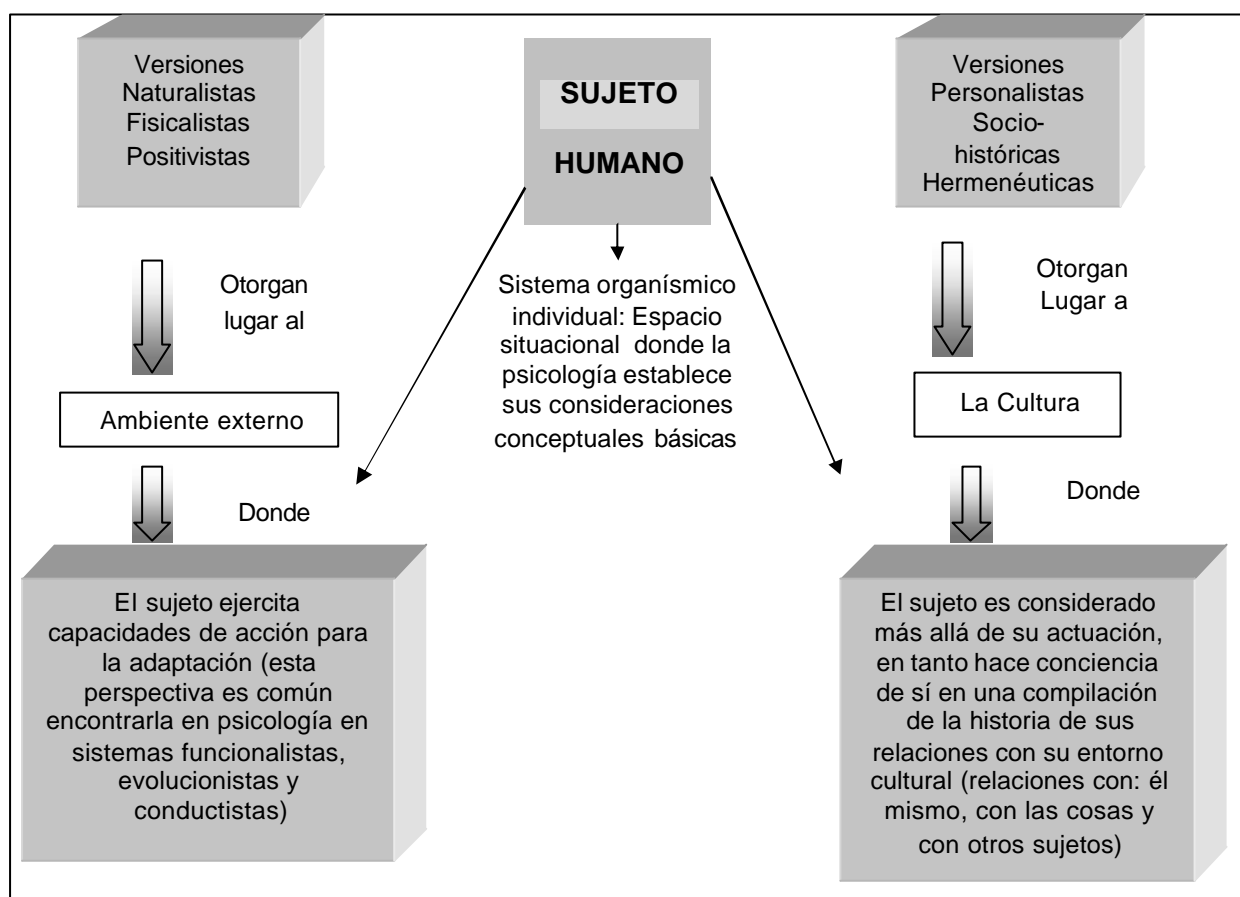 Versiones
Naturalistas
Fisicalistas
Positivistas
Otorgan
lugar al
Ambiente externo
Donde
El sujeto ejercita
capacidades de acción para
la adaptación (esta
perspectiva es común
encontrarla en psicología en
sistemas funcionalistas,
evolucionistas y
conductistas)
SUJETO
HUMANO
Sistema organísmico
individual: Espacio
situacional donde la
psicología establece
sus consideraciones
conceptuales básicas
Versiones
Personalistas
Socio-
históricas
Hermenéuticas
Otorgan
Lugar a
La Cultura
Donde
El sujeto es considerado
más allá de su actuación,
en tanto hace conciencia
de sí en una compilación
de la historia de sus
relaciones con su entorno
cultural (relaciones con: él
mismo, con las cosas y
con otros sujetos)